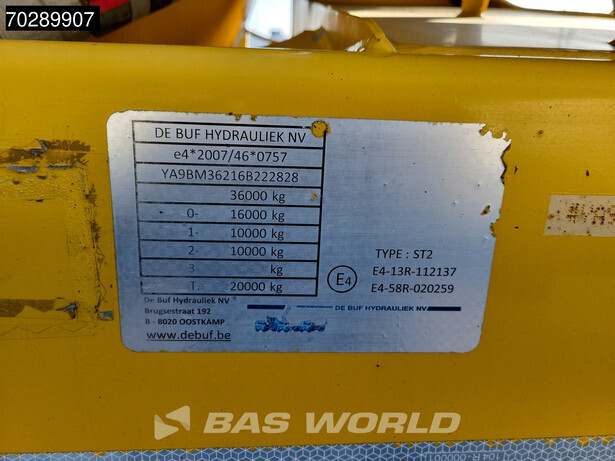 70289907
DE BUF HYDRAULIEK NV
e4*2007/46*0757
YA9BM36216B222828
36000 kg
0- 16000 kg
1- 10000 kg
2- 10000 kg
3 kg
T. 20000 kg
TYPE : ST2
E4
E4-13R-112137
E4-58R-020259
De Buf Hydrauliek NV
Brugsestraat 192
B - 8020 OOSTKAMP
www.debuf.be
DE BUF HYDRAULIEK NV
BAS WORLD